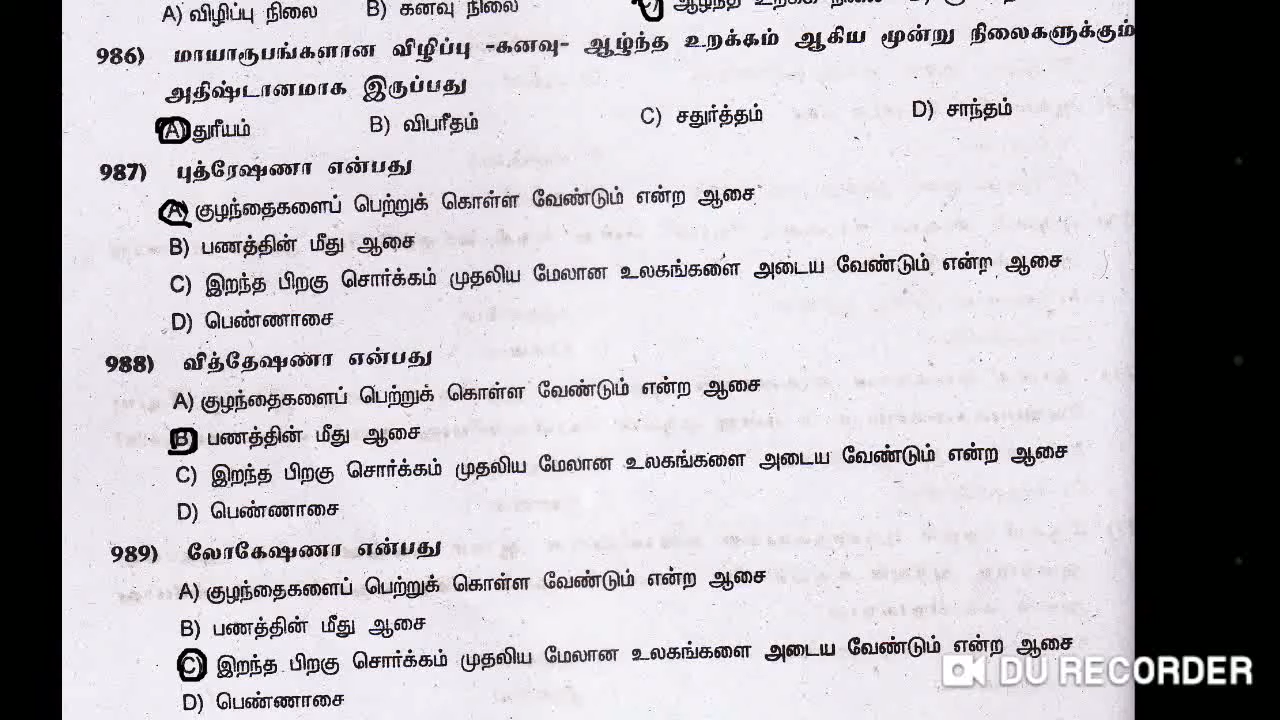 A) விழிப்பு நிலை B) கனவு நிலை
986) மாயாரூபங்களான விழிப்பு -கனவு- ஆழ்ந்த உறக்கம் ஆகிய மூன்று நிலைகளுக்கும்
அதிஷ்டானமாக இருப்பது
A) துரீயம் B) விபரீதம் C) சதுர்த்தம் D) சாந்தம்
987) புத்ரேஷணா என்பது
A) குழந்தைகளைப் பெற்றுக் கொள்ள வேண்டும் என்ற ஆசை
B) பணத்தின் மீது ஆசை
C) இறந்த பிறகு சொர்க்கம் முதலிய மேலான உலகங்களை அடைய வேண்டும் என்ற ஆசை
D) பெண்ணாசை
988) வித்தேஷணா என்பது
A) குழந்தைகளைப் பெற்றுக் கொள்ள வேண்டும் என்ற ஆசை
B) பணத்தின் மீது ஆசை
C) இறந்த பிறகு சொர்க்கம் முதலிய மேலான உலகங்களை அடைய வேண்டும் என்ற ஆசை
D) பெண்ணாசை
989) லோகேஷணா என்பது
A) குழந்தைகளைப் பெற்றுக் கொள்ள வேண்டும் என்ற ஆசை
B) பணத்தின் மீது ஆசை
C) இறந்த பிறகு சொர்க்கம் முதலிய மேலான உலகங்களை அடைய வேண்டும் என்ற ஆசை
D) பெண்ணாசை
DU RECORDER